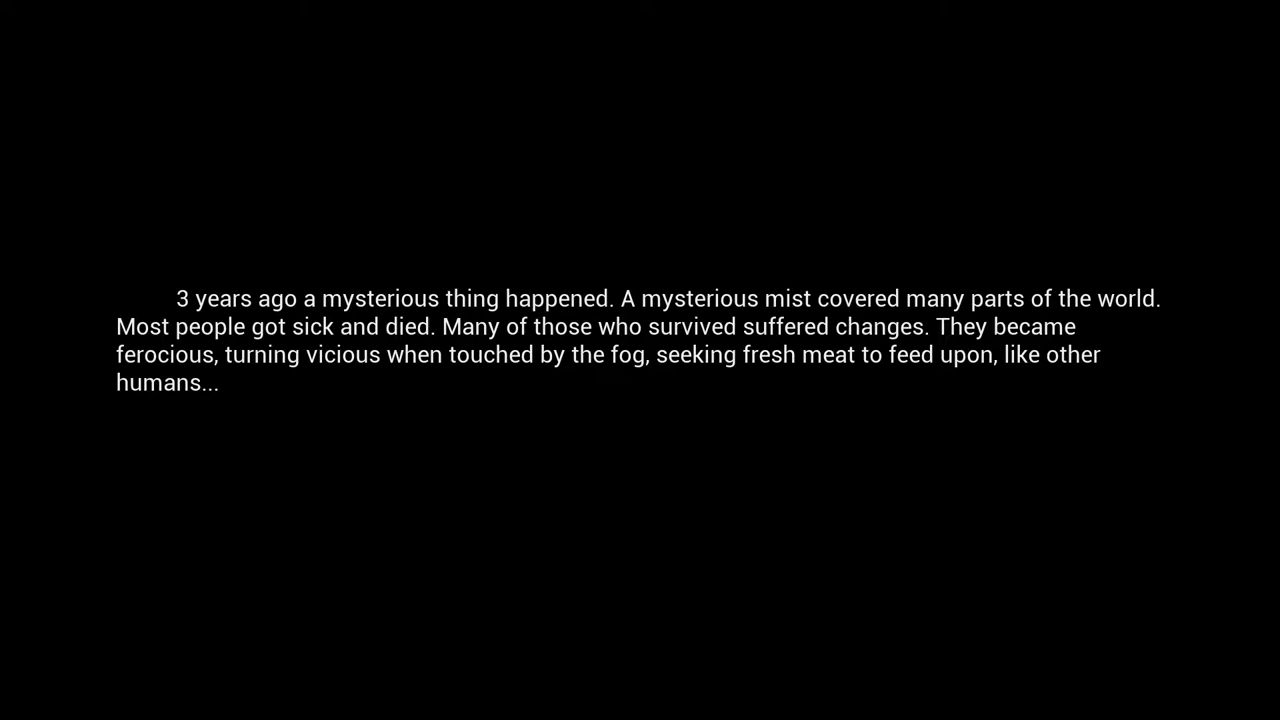 3 years ago a mysterious thing happened. A mysterious mist covered many parts of the world.
Most people got sick and died. Many of those who survived suffered changes. They became
ferocious, turning vicious when touched by the fog, seeking fresh meat to feed upon, like other
humans...